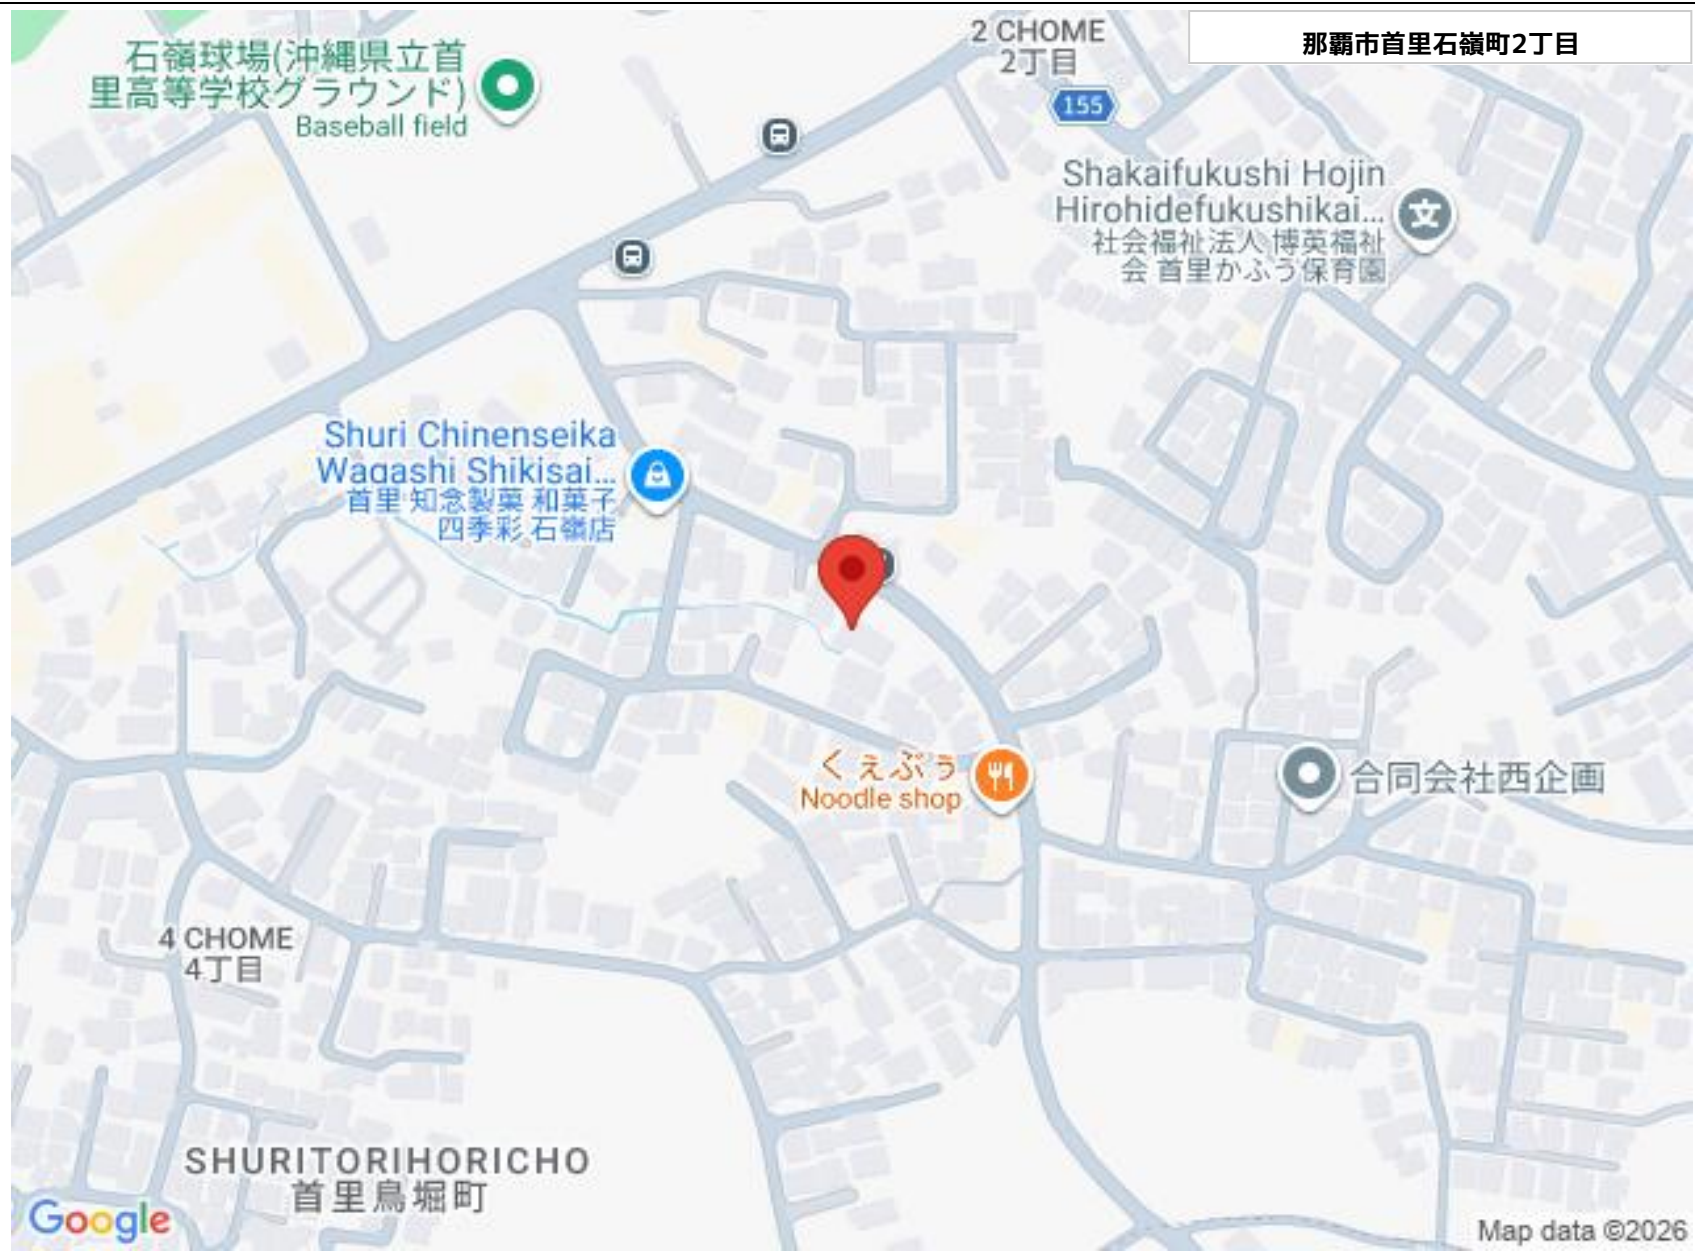 那覇市首里石嶺町2丁目
2 CHOME
2丁目
石嶺球場(沖縄県立首
里高等学校グラウンド)
Baseball field
155
Shakaifukushi Hojin
Hirohidefukushikai...
社会福祉法人 博英福祉
会 首里かふう保育園
文
Shuri Chinenseika
Wagashi Shikisai...
首里 知念製菓 和菓子
四季彩 石嶺店
くぇぶぅ
Noodle shop
合同会社西企画
4 CHOME
4丁目
SHURITORIHORICHO
首里鳥堀町
Google
Map data ©2026